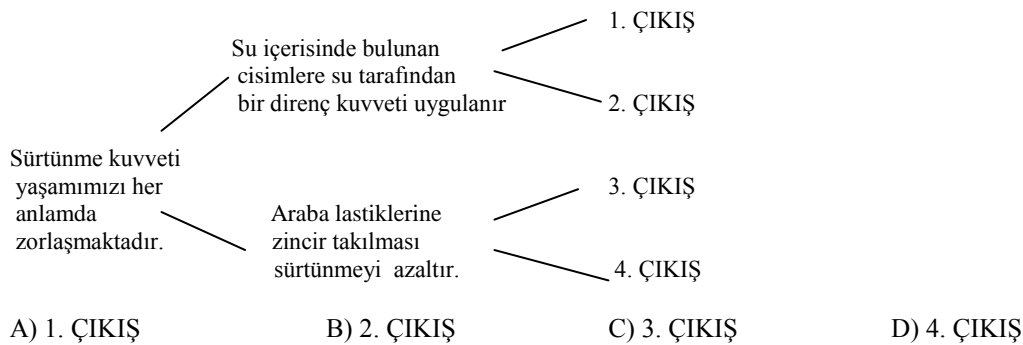 1. ÇIKIŞ
Su içerisinde bulunan
cisimlere su tarafından
bir direnç kuvveti uygulanır
2. ÇIKIŞ
Sürtünme kuvveti
yaşamımızı her
anlamda
zorlaşmaktadır.
3. ÇIKIŞ
Araba lastiklerine
zincir takılması
sürtünmeyi azaltır.
4. ÇIKIŞ
A) 1. ÇIKIŞ B) 2. ÇIKIŞ C) 3. ÇIKIŞ D) 4. ÇIKIŞ